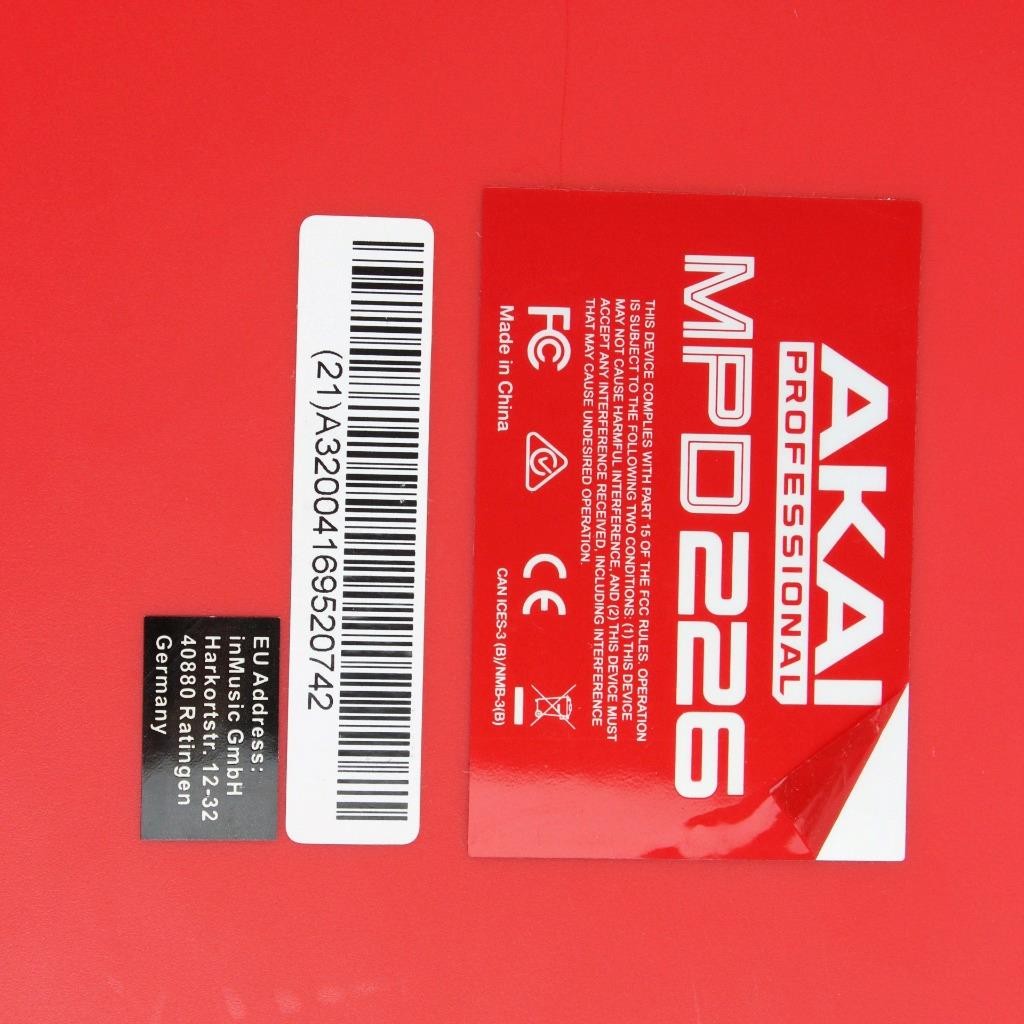 AKAI
PROFESSIONAL
MPD226
THIS DEVICE COMPLIES WITH PART 15 OF THE FCC RULES. OPERATION
IS SUBJECT TO THE FOLLOWING TWO CONDITIONS: (1) THIS DEVICE
MAY NOT CAUSE HARMFUL INTERFERENCE, AND (2) THIS DEVICE MUST
ACCEPT ANY INTERFERENCE RECEIVED, INCLUDING INTERFERENCE
THAT MAY CAUSE UNDESIRED OPERATION.
FC CE
Made in China CAN ICES-3 (B)/NMB-3(B)
(21)A32004169520742
EU Address:
inMusic GmbH
Harkortstr. 12-32
40880 Ratingen
Germany